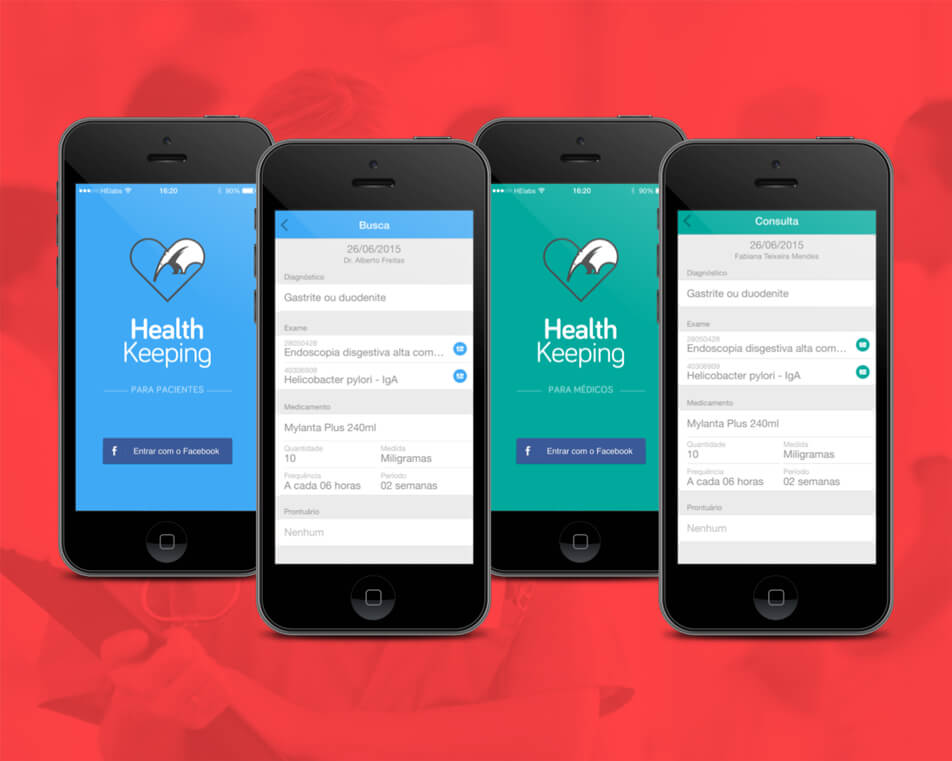 HElabs
16:20
90%
Health
Keeping
PARA PACIENTES
f Entrar com o Facebook
Busca
26/06/2015
Dr. Alberto Freitas
Diagnóstico
Gastrite ou duodenite
Exame
28050428
Endoscopia disgestiva alta com...
40306909
Helicobacter pylori - IgA
Medicamento
Mylanta Plus 240ml
Quantidade Medida
10 Miligramas
Frequência Período
A cada 06 horas 02 semanas
Prontuário
Nenhum
HElabs
16:20
90%
Health
Keeping
PARA MÉDICOS
f Entrar com o Facebook
Consulta
26/06/2015
Fabiana Teixeira Mendes
Diagnóstico
Gastrite ou duodenite
Exame
28050428
Endoscopia disgestiva alta com...
40306909
Helicobacter pylori - IgA
Medicamento
Mylanta Plus 240ml
Quantidade Medida
10 Miligramas
Frequência Período
A cada 06 horas 02 semanas
Prontuário
Nenhum